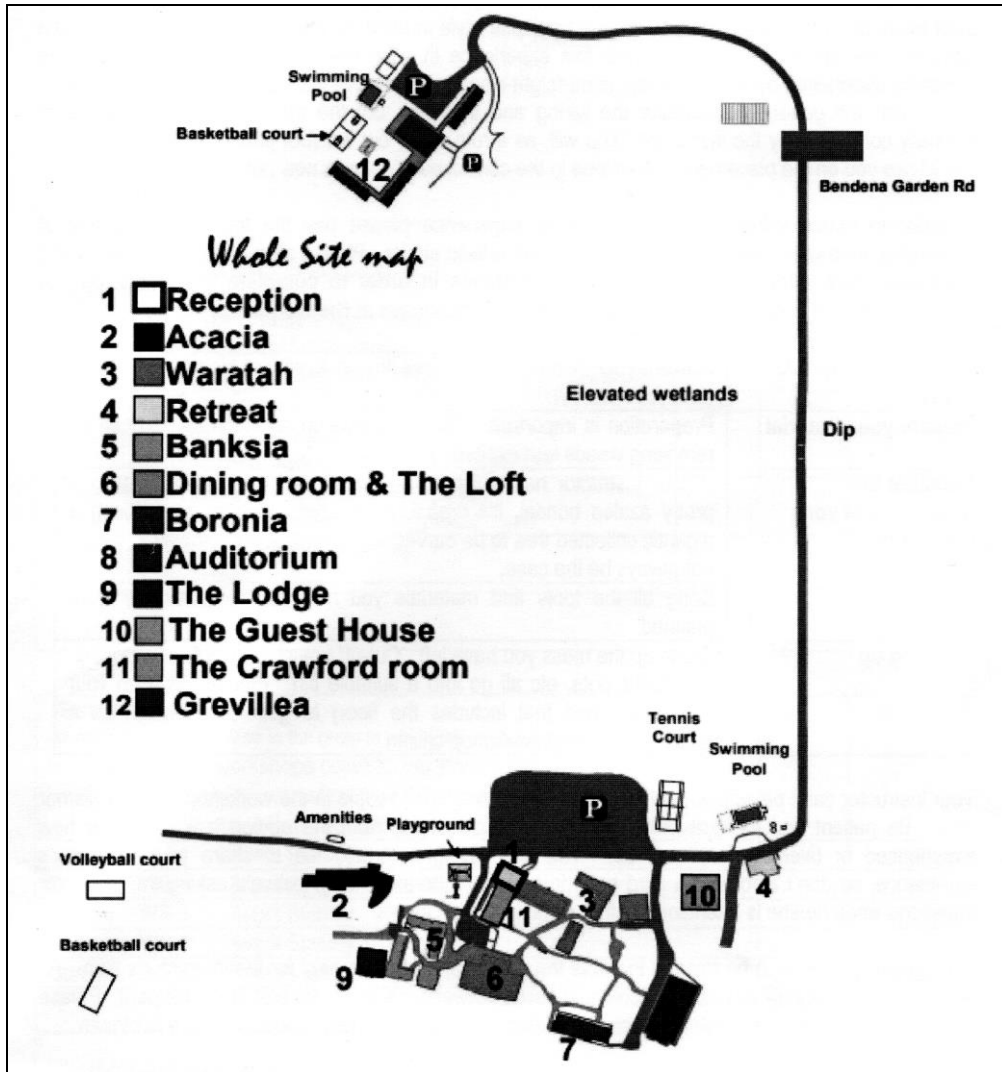 P
Swimming
Pool
Basketball court
P
12
Bendena Garden Rd
Whole Site map
1 Reception
2 Acacia
3 Waratah
4 Retreat
5 Banksia
6 Dining room & The Loft
7 Boronia
8 Auditorium
9 The Lodge
10 The Guest House
11 The Crawford room
12 Grevillea
Elevated wetlands
Dip
Tennis
Court
Swimming
Pool
P
Amenities
Playground
Volleyball court
1
2
3
4
10
11
5
6
9
Basketball court
7